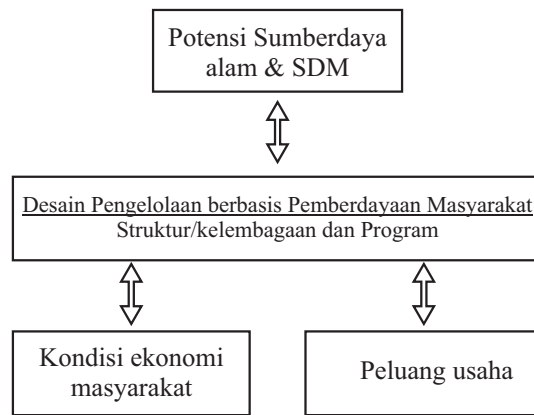 Potensi Sumberdaya
alam & SDM
Desain Pengelolaan berbasis Pemberdayaan Masyarakat
Struktur/kelembagaan dan Program
Kondisi ekonomi
masyarakat
Peluang usaha